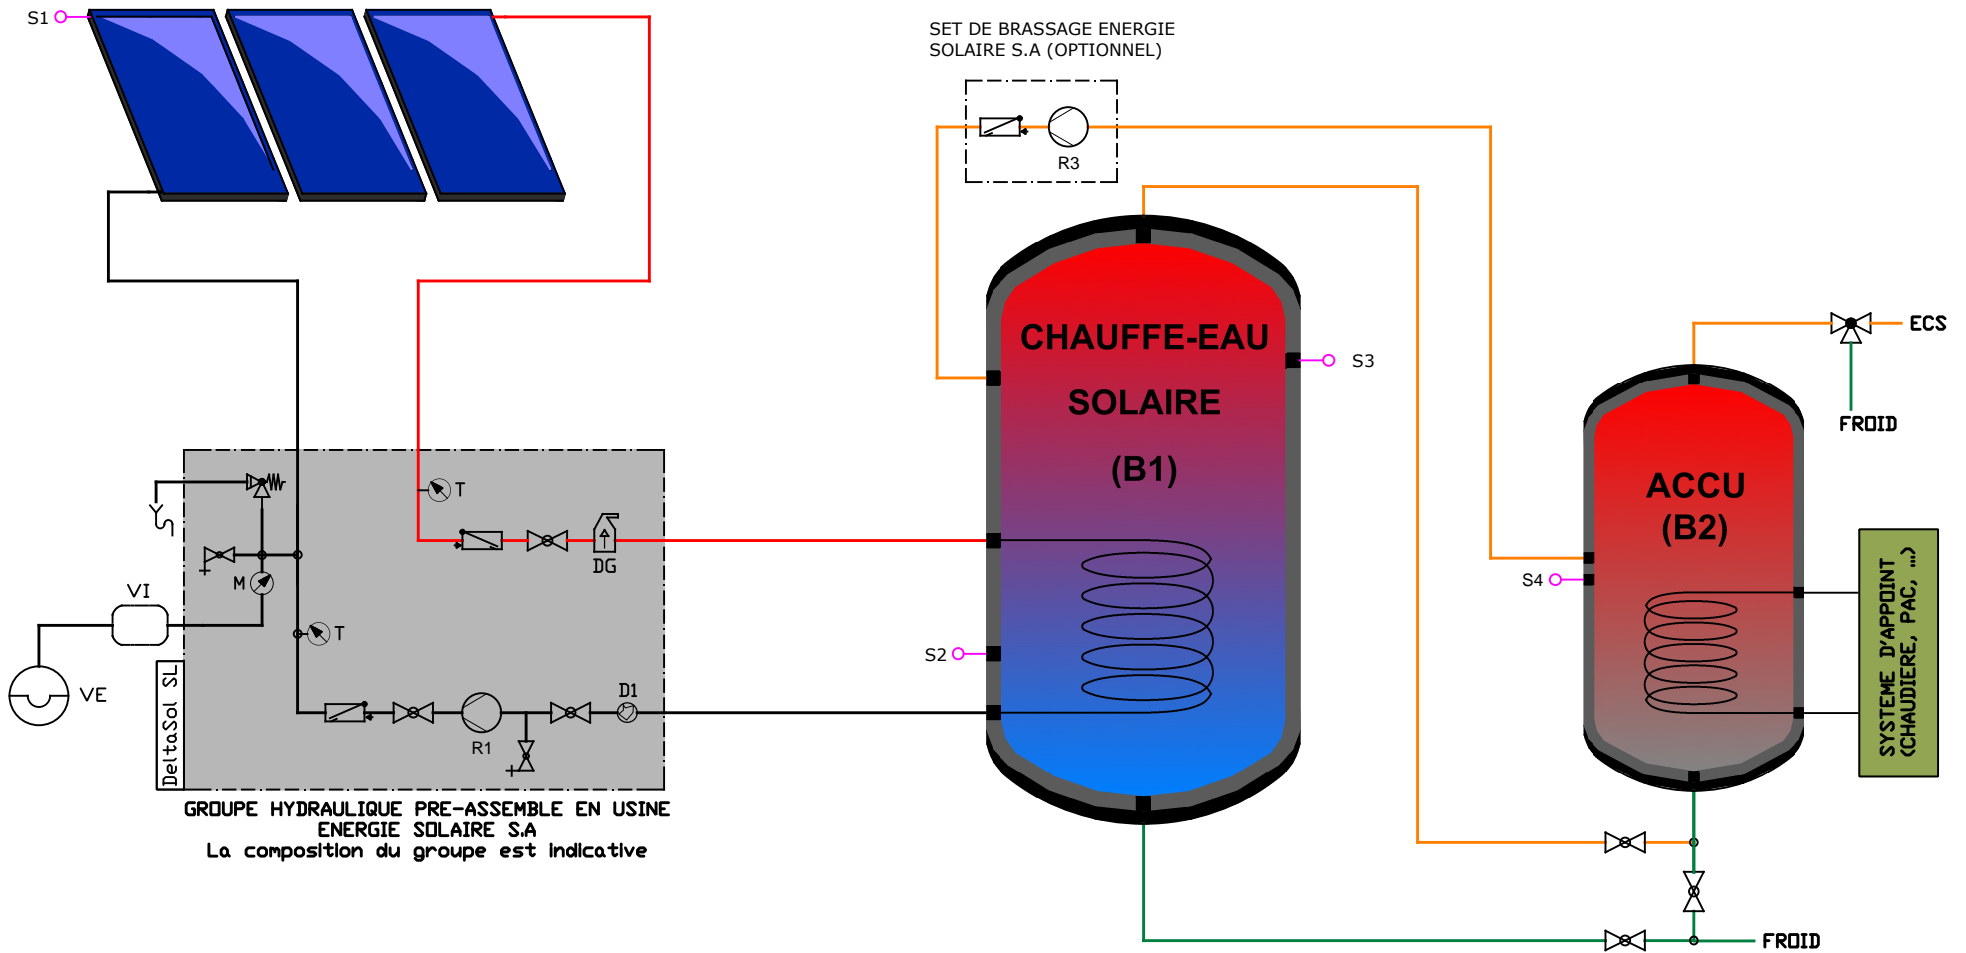 S1
SET DE BRASSAGE ENERGIE
SOLAIRE S.A (OPTIONNEL)
R3
CHAUFFE-EAU
SOLAIRE
(B1)
S3
S2
ECS
FROID
ACCU
(B2)
S4
SYSTEME D'APPOINT
(CHAUDIERE, PAC, ...)
T
DG
M
VI
T
VE
DeltaSol SL
R1
D1
GROUPE HYDRAULIQUE PRE-ASSEMBLE EN USINE
ENERGIE SOLAIRE S.A
La composition du groupe est indicative
FROID